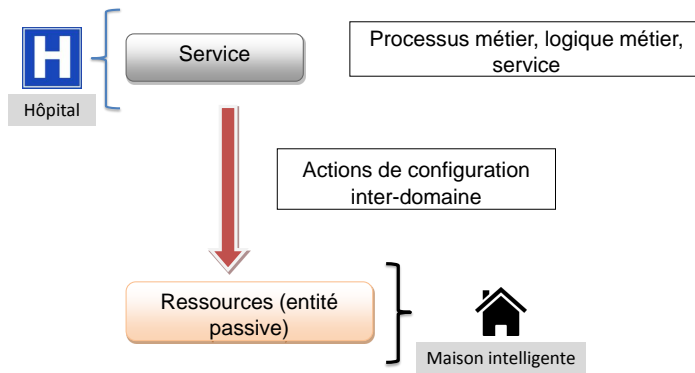 H
Service
Processus métier, logique métier,
service
Hôpital
Actions de configuration
inter-domaine
Ressources (entité
passive)
Maison intelligente